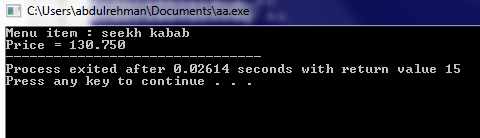 C:\Users\abdulrehman\Documents\aa.exe
Menu item : seekh kabab
Price = 130.750
--------------------------------
Process exited after 0.02614 seconds with return value 15
Press any key to continue . . .